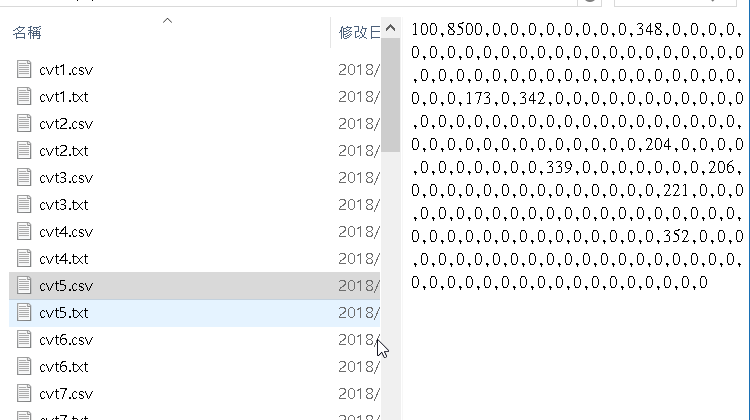 名稱
修改日
cvt1.csv
2018/
cvt1.txt
2018/
cvt2.csv
2018/
cvt2.txt
2018/
cvt3.csv
2018/
cvt3.txt
2018/
cvt4.csv
2018/
cvt4.txt
2018/
cvt5.csv
2018/
cvt5.txt
2018/
cvt6.csv
2018/
cvt6.txt
2018/
cvt7.csv
2018/
100,8500,0,0,0,0,0,0,0,0,348,0,0,0,0,
0,0,0,0,0,0,0,0,0,0,0,0,0,0,0,0,0,0,0
,0,0,0,0,0,0,0,0,0,0,0,0,0,0,0,0,0,0,
0,0,0,173,0,342,0,0,0,0,0,0,0,0,0,0,0
,0,0,0,0,0,0,0,0,0,0,0,0,0,0,0,0,0,0,
0,0,0,0,0,0,0,0,0,0,0,0,0,204,0,0,0,0
,0,0,0,0,0,0,0,339,0,0,0,0,0,0,0,206,
0,0,0,0,0,0,0,0,0,0,0,0,0,0,221,0,0,0
,0,0,0,0,0,0,0,0,0,0,0,0,0,0,0,0,0,0,
0,0,0,0,0,0,0,0,0,0,0,0,0,0,352,0,0,0
,0,0,0,0,0,0,0,0,0,0,0,0,0,0,0,0,0,0,
0,0,0,0,0,0,0,0,0,0,0,0,0,0,0,0,0